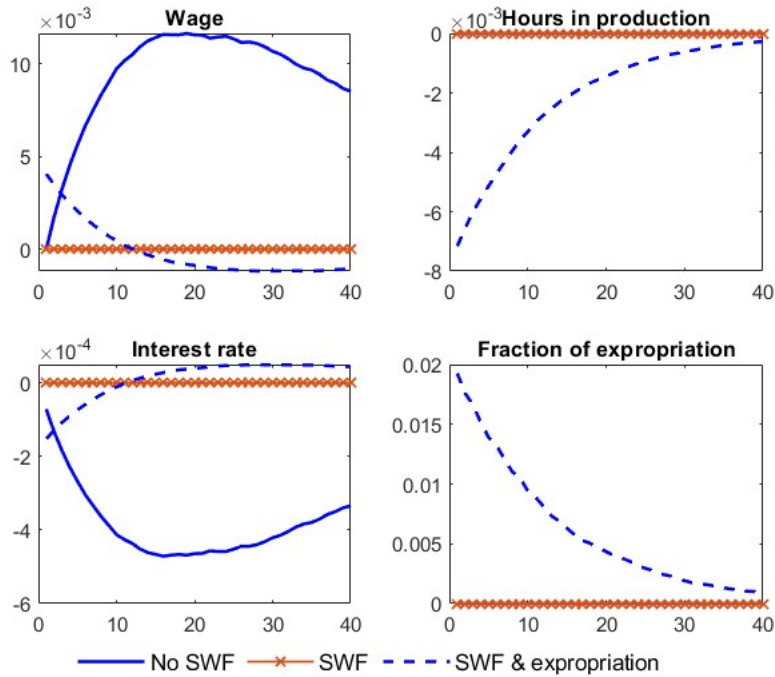 Wage
×10⁻³
10
5
0
0 10 20 30 40
Hours in production
×10⁻³
0
-2
-4
-6
-8
0 10 20 30 40
Interest rate
×10⁻⁴
0
-2
-4
-6
0 10 20 30 40
Fraction of expropriation
0.02
0.015
0.01
0.005
0
0 10 20 30 40
No SWF SWF SWF & expropriation